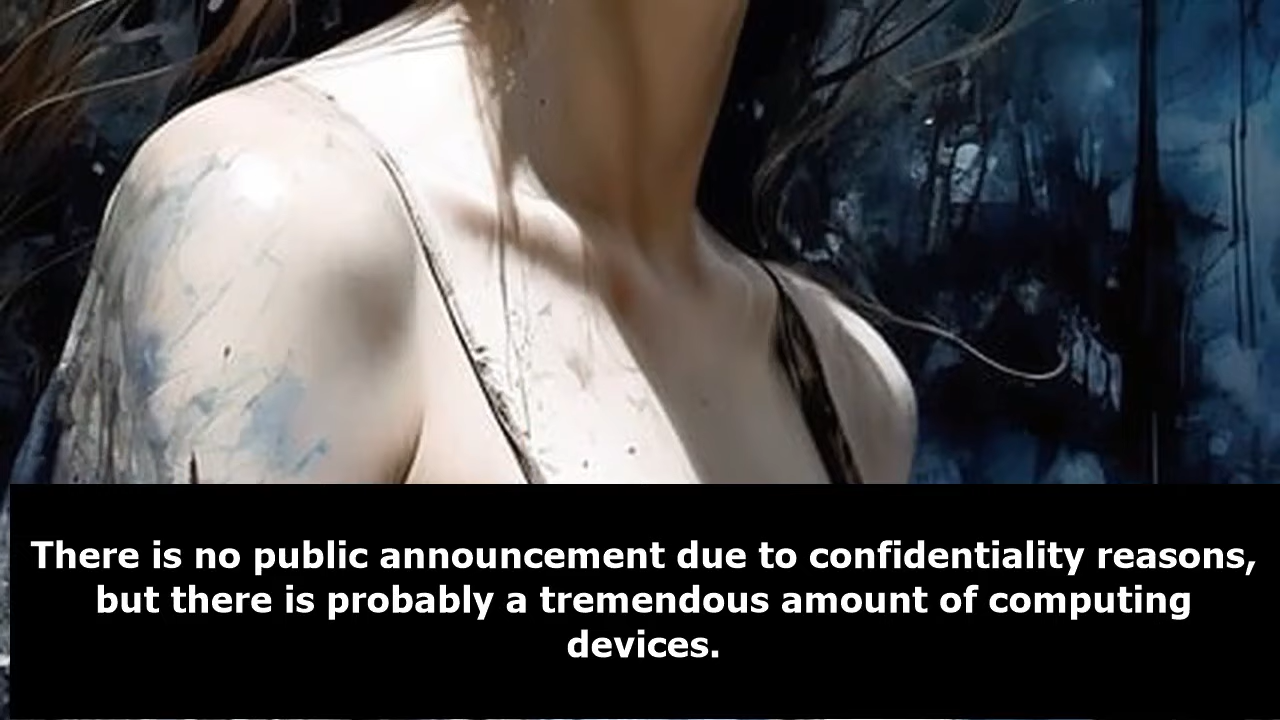 There is no public announcement due to confidentiality reasons,
but there is probably a tremendous amount of computing
devices.